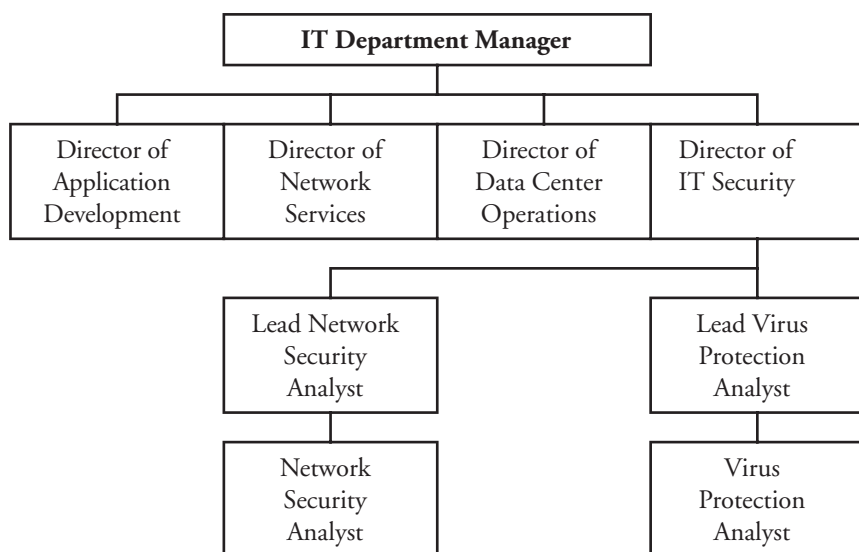 IT Department Manager
Director of
Application
Development
Director of
Network
Services
Director of
Data Center
Operations
Director of
IT Security
Lead Network
Security
Analyst
Lead Virus
Protection
Analyst
Network
Security
Analyst
Virus
Protection
Analyst